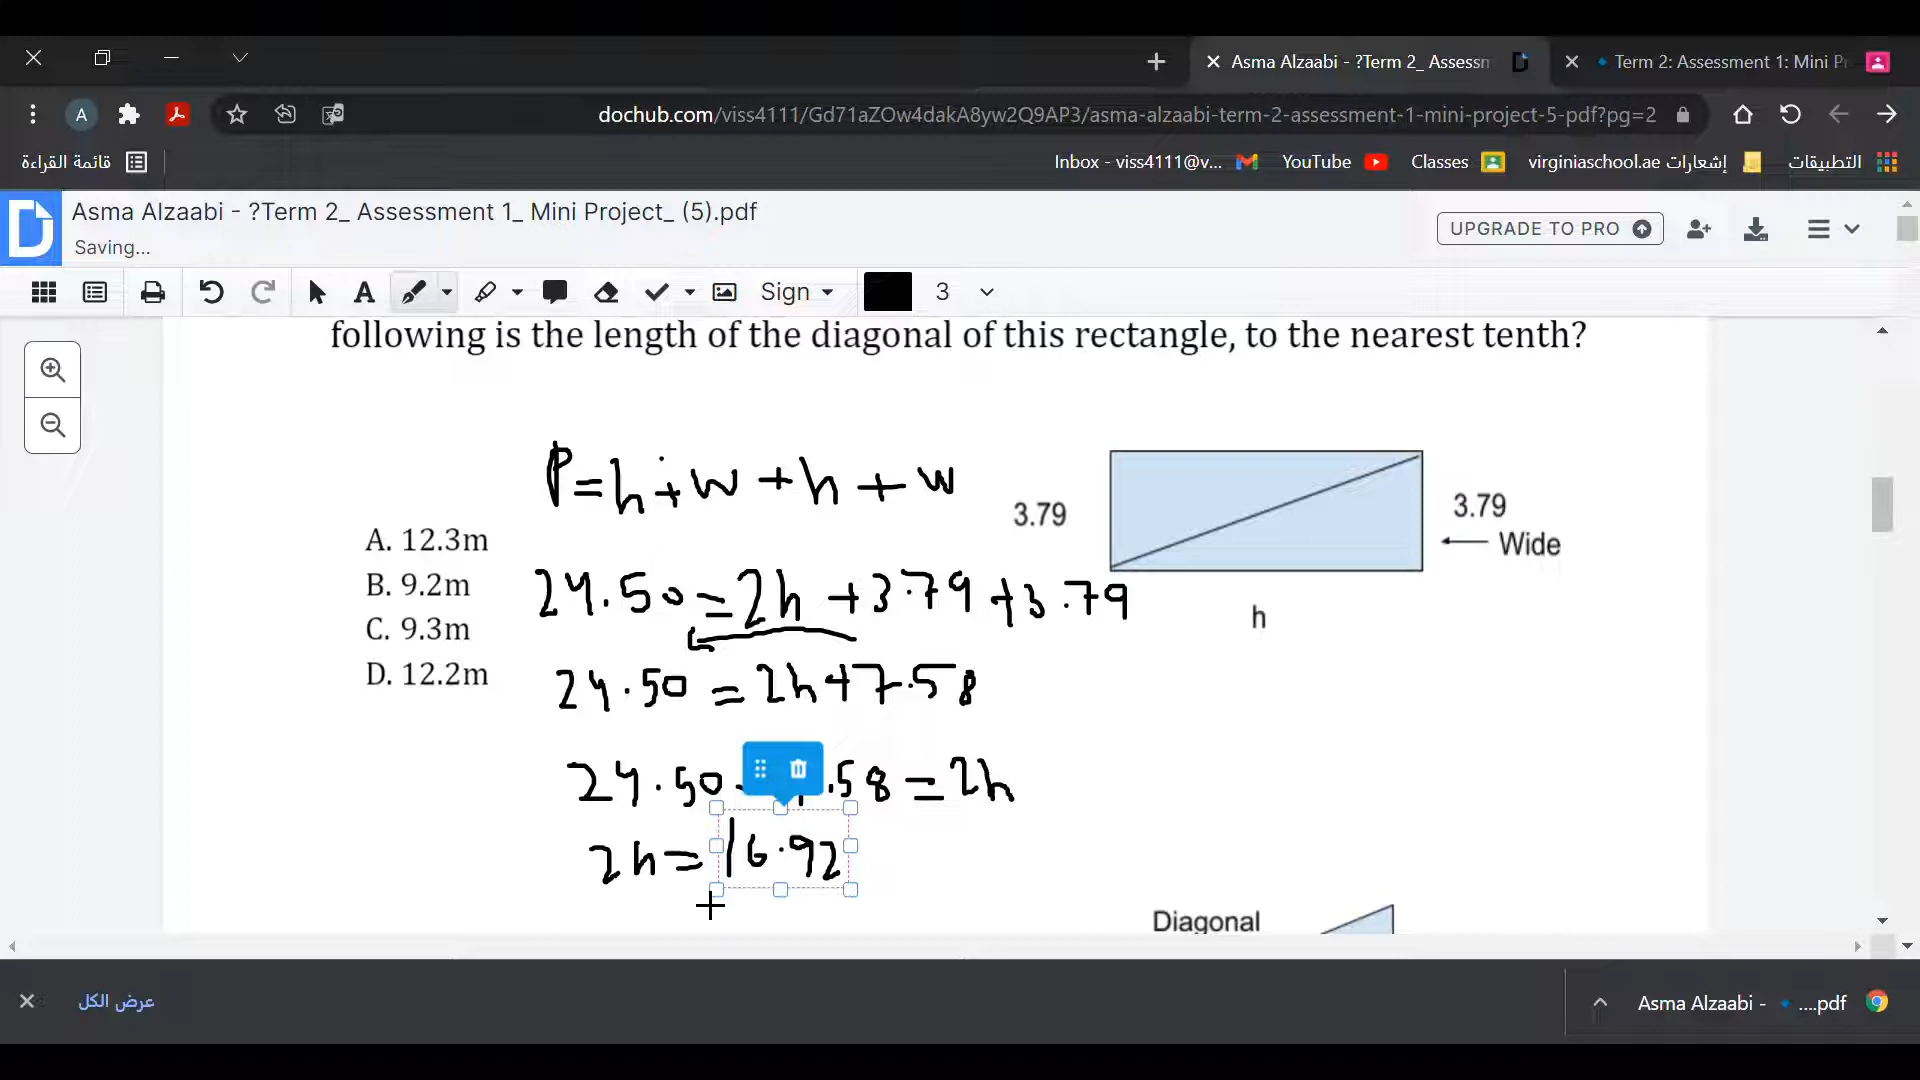 Asma Alzaabi - ?Term 2_ Assessm
Term 2: Assessment 1: Mini Pr
A
dochub.com/viss4111/Gd71aZOw4dakA8yw2Q9AP3/asma-alzaabi-term-2-assessment-1-mini-project-5-pdf?pg=2
قائمة القراءة
Inbox - viss4111@v...
YouTube
Classes
إشعارات virginiaschool.ae
التطبيقات
Asma Alzaabi - ?Term 2_ Assessment 1_ Mini Project_ (5).pdf
Saving...
UPGRADE TO PRO
A
Sign
3
following is the length of the diagonal of this rectangle, to the nearest tenth?
P=h+w+h+w
3.79
3.79
Wide
h
A. 12.3m
B. 9.2m
C. 9.3m
D. 12.2m
24.50=2h+3.79+3.79
24.50=2h+7.58
24.50 .58=2h
2h=16.92
Diagonal
عرض الكل
Asma Alzaabi - ....pdf